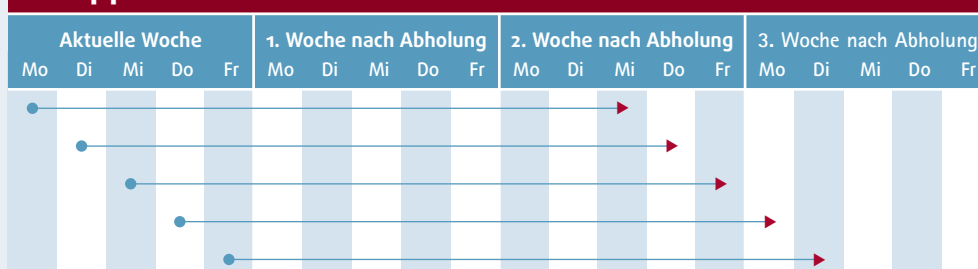 Aktuelle Woche 1. Woche nach Abholung 2. Woche nach Abholung 3. Woche nach Abholung
Mo Di Mi Do Fr Mo Di Mi Do Fr Mo Di Mi Do Fr Mo Di Mi Do Fr